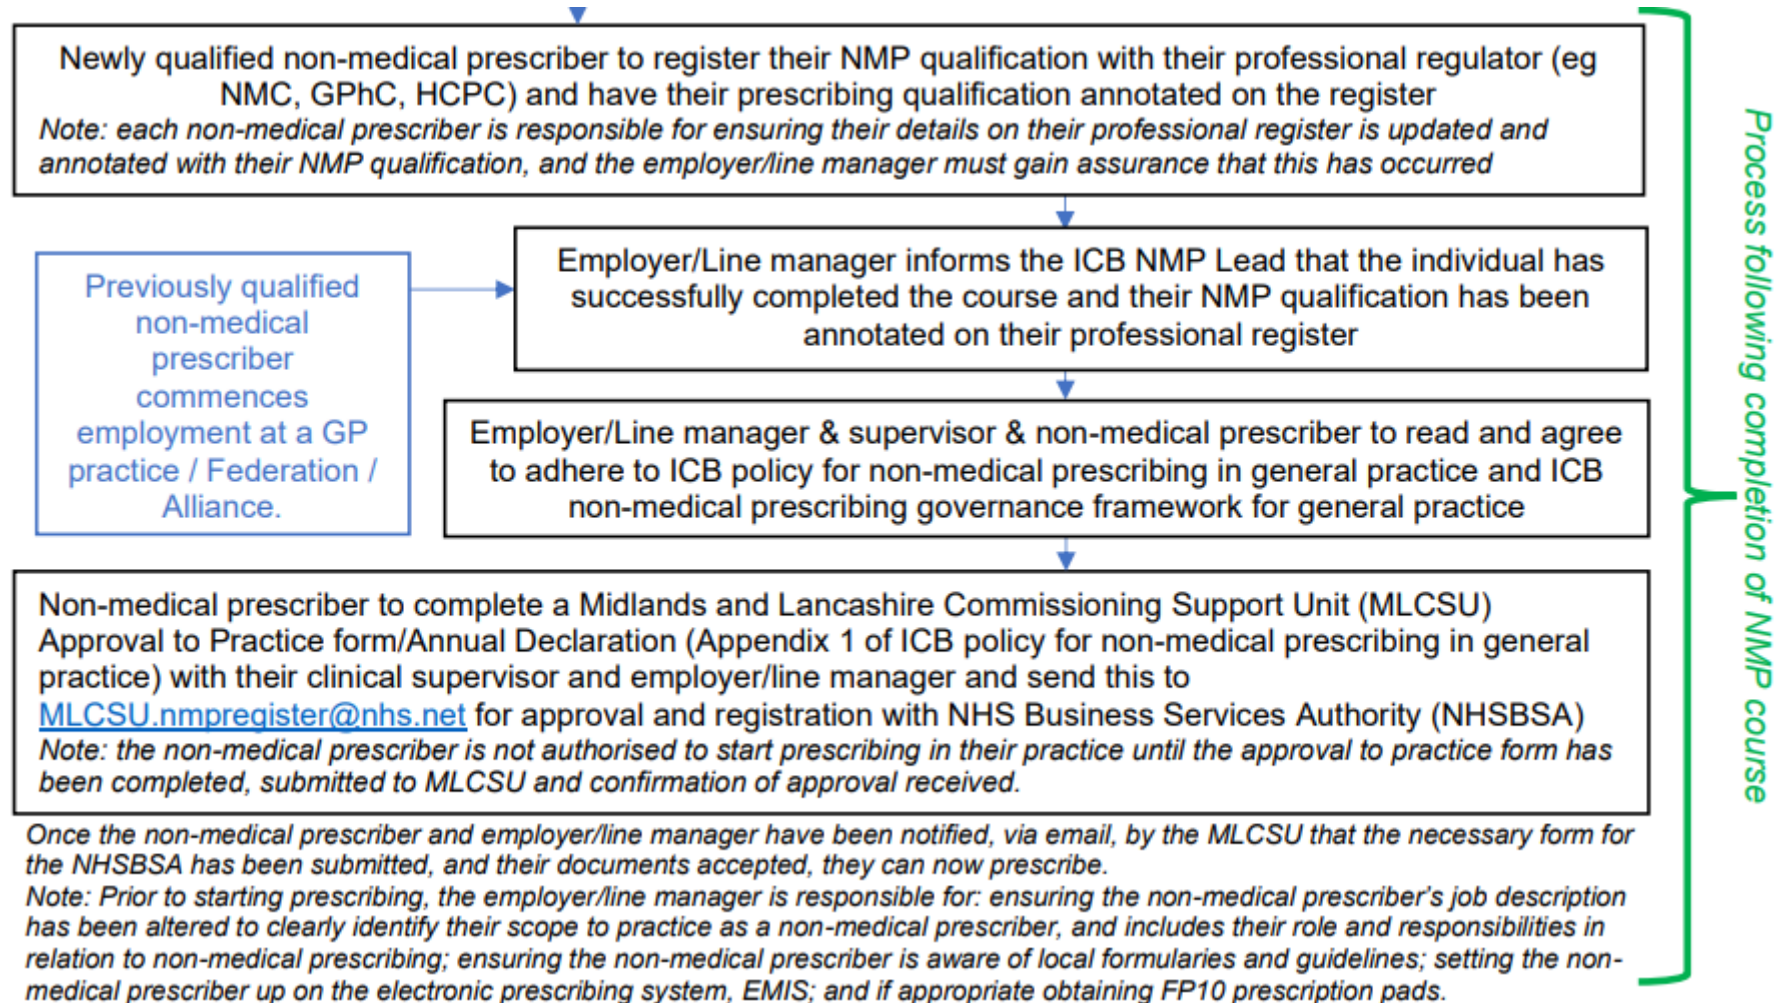 Newly qualified non-medical prescriber to register their NMP qualification with their professional regulator (eg
NMC, GPhC, HCPC) and have their prescribing qualification annotated on the register
Note: each non-medical prescriber is responsible for ensuring their details on their professional register is updated and
annotated with their NMP qualification, and the employer/line manager must gain assurance that this has occurred
Previously qualified
non-medical
prescriber
commences
employment at a GP
practice / Federation /
Alliance.
Employer/Line manager informs the ICB NMP Lead that the individual has
successfully completed the course and their NMP qualification has been
annotated on their professional register
Employer/Line manager & supervisor & non-medical prescriber to read and agree
to adhere to ICB policy for non-medical prescribing in general practice and ICB
non-medical prescribing governance framework for general practice
Non-medical prescriber to complete a Midlands and Lancashire Commissioning Support Unit (MLCSU)
Approval to Practice form/Annual Declaration (Appendix 1 of ICB policy for non-medical prescribing in general
practice) with their clinical supervisor and employer/line manager and send this to
MLCSU.nmpregister@nhs.net for approval and registration with NHS Business Services Authority (NHSBSA)
Note: the non-medical prescriber is not authorised to start prescribing in their practice until the approval to practice form has
been completed, submitted to MLCSU and confirmation of approval received.
Once the non-medical prescriber and employer/line manager have been notified, via email, by the MLCSU that the necessary form for
the NHSBSA has been submitted, and their documents accepted, they can now prescribe.
Note: Prior to starting prescribing, the employer/line manager is responsible for: ensuring the non-medical prescriber's job description
has been altered to clearly identify their scope to practice as a non-medical prescriber, and includes their role and responsibilities in
relation to non-medical prescribing; ensuring the non-medical prescriber is aware of local formularies and guidelines; setting the non-
medical prescriber up on the electronic prescribing system, EMIS; and if appropriate obtaining FP10 prescription pads.
Process following completion of NMP course